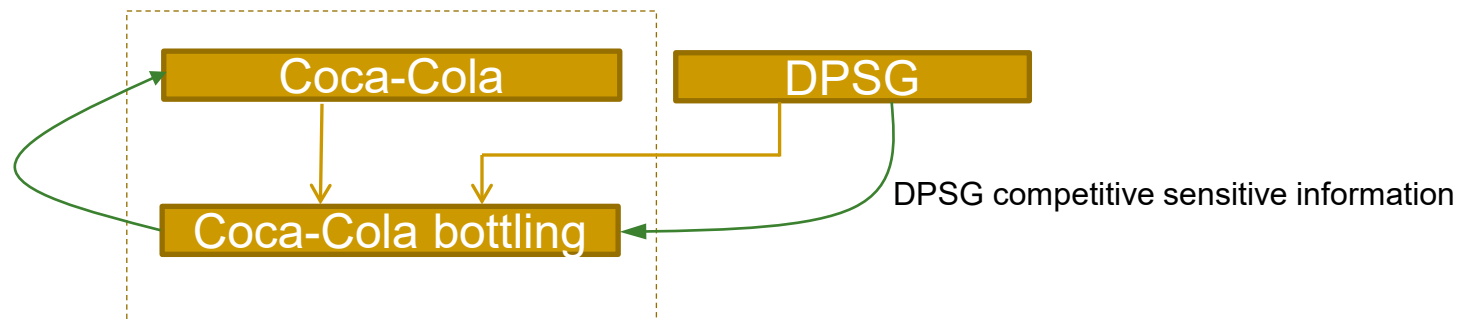 Coca-Cola
DPSG
DPSG competitive sensitive information
Coca-Cola bottling